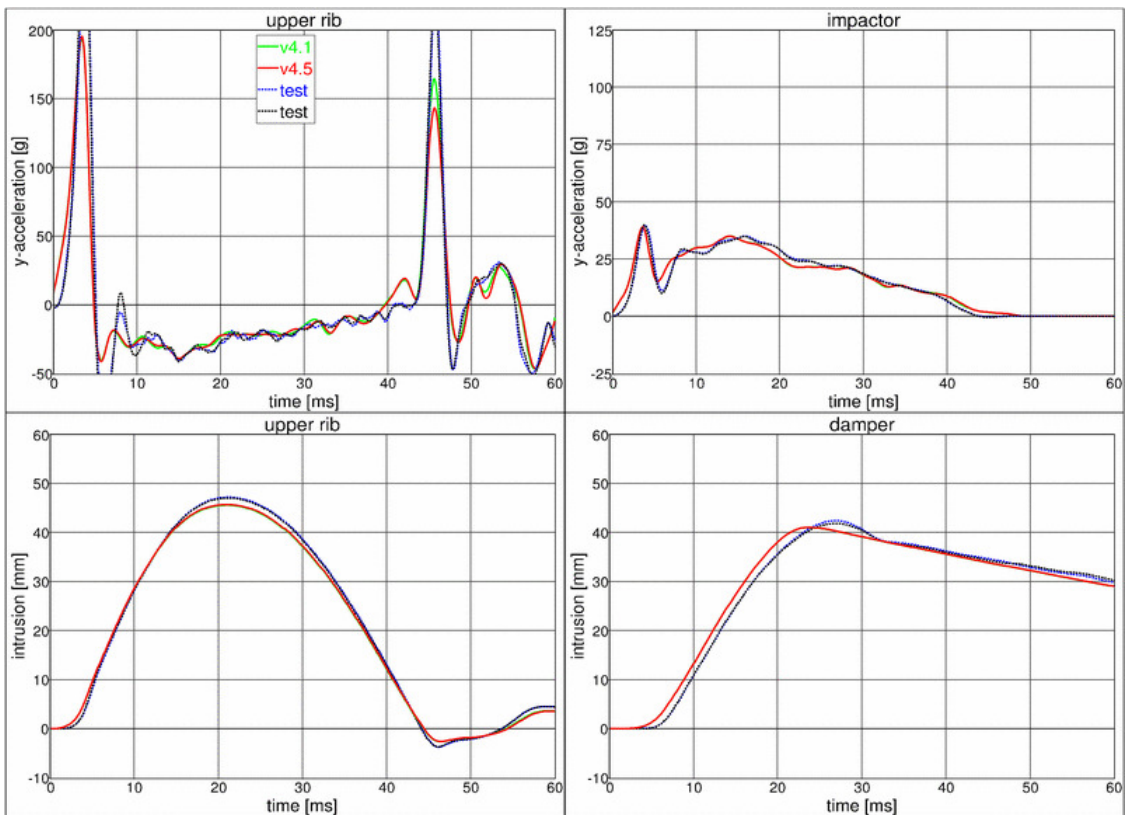 upper rib
y-acceleration [g]
200
150
100
50
0
-50
v4.1
v4.5
test
test
0 10 20 30 40 50 60
time [ms]
impactor
y-acceleration [g]
125
100
75
50
25
0
-25
0 10 20 30 40 50 60
time [ms]
upper rib
intrusion [mm]
60
50
40
30
20
10
0
-10
0 10 20 30 40 50 60
time [ms]
damper
intrusion [mm]
60
50
40
30
20
10
0
-10
0 10 20 30 40 50 60
time [ms]